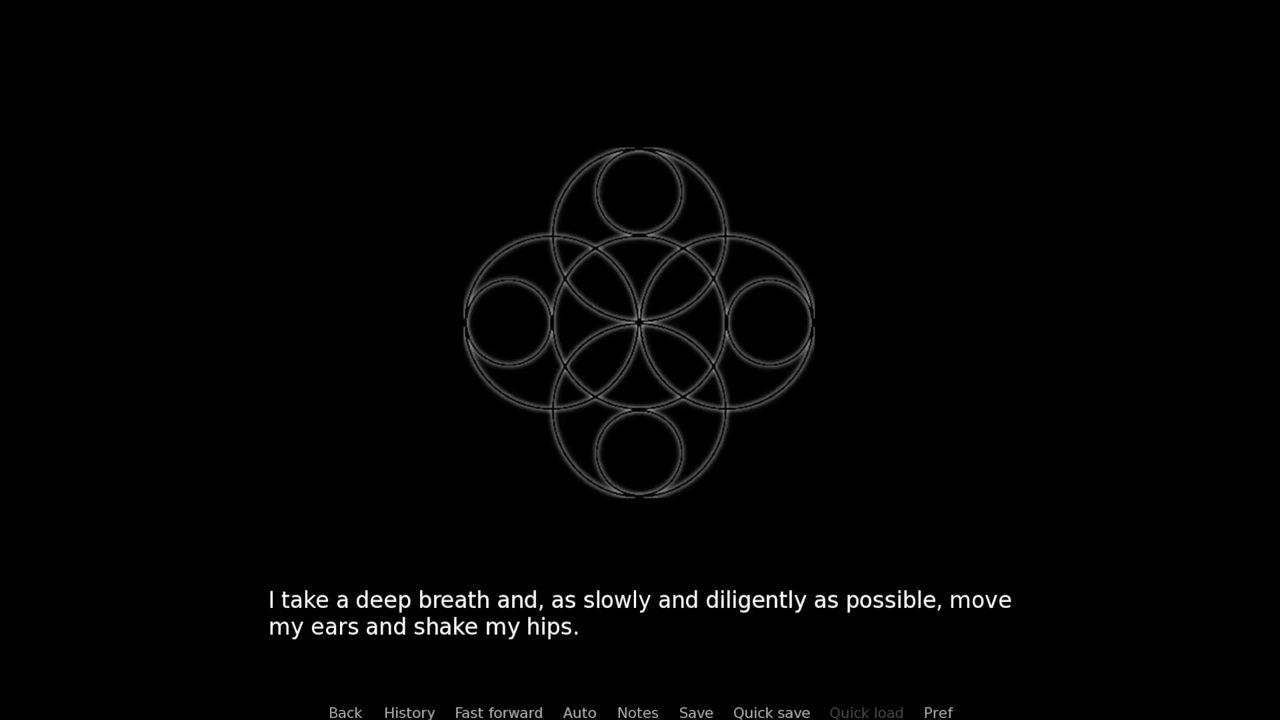 I take a deep breath and, as slowly and diligently as possible, move
my ears and shake my hips.
Back History Fast forward Auto Notes Save Quick save Quick load Pref